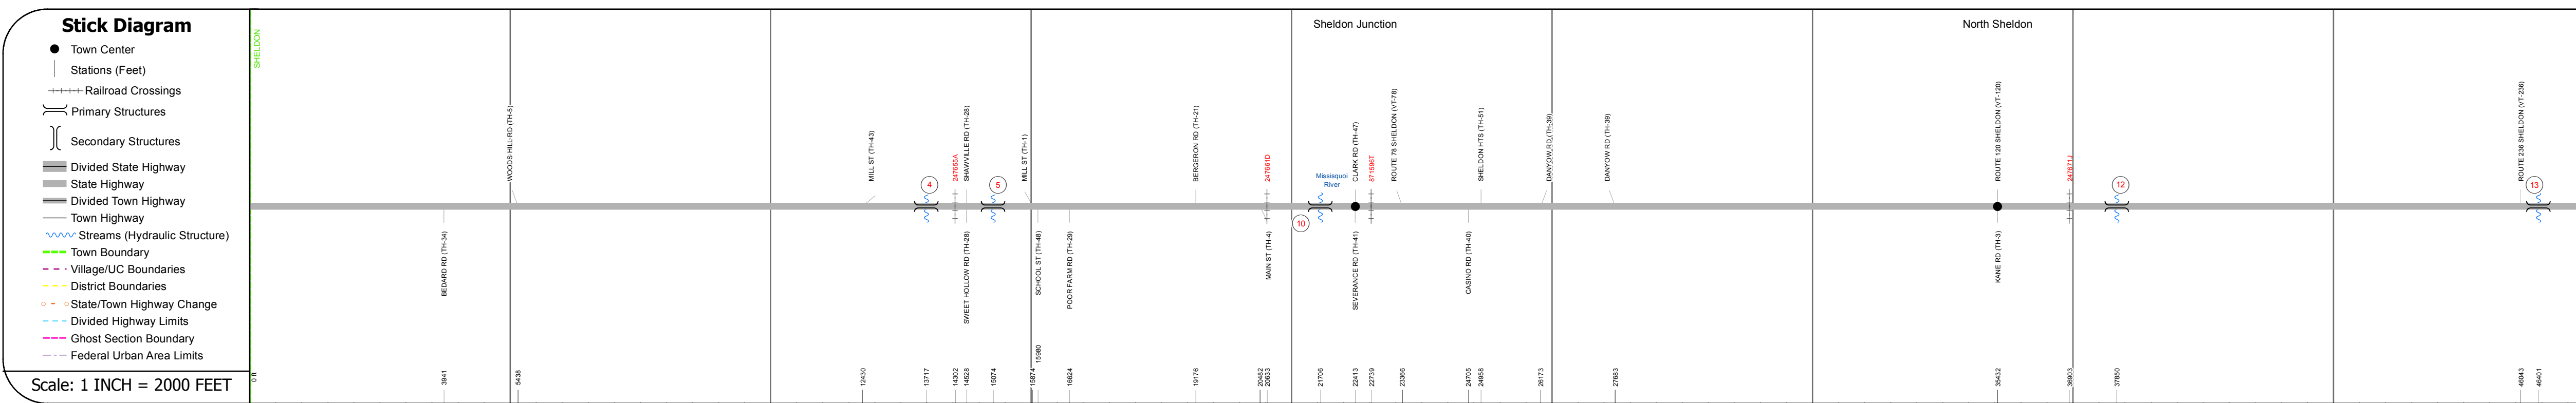 Stick Diagram
Town Center
Stations (Feet)
Railroad Crossings
Primary Structures
Secondary Structures
Divided State Highway
State Highway
Divided Town Highway
Town Highway
Streams (Hydraulic Structure)
Town Boundary
Village/UC Boundaries
District Boundaries
State/Town Highway Change
Divided Highway Limits
Ghost Section Boundary
Federal Urban Area Limits
Scale: 1 INCH = 2000 FEET
SHELDON
Sheldon Junction
North Sheldon
WOODS HILL RD (TH-5)
MILL ST (TH-43)
4
247655A
SHAWVILLE RD (TH-28)
5
MILL ST (TH-1)
BERGERON RD (TH-21)
247661D
10
Missisquoi
River
CLARK RD (TH-47)
871596T
ROUTE 78 SHELDON (VT-78)
SHELDON HTS (TH-51)
DANYOW RD (TH-39)
DANYOW RD (TH-39)
ROUTE 120 SHELDON (VT-120)
247671J
12
ROUTE 236 SHELDON (VT-236)
13
BEDARD RD (TH-34)
SWEET HOLLOW RD (TH-28)
SCHOOL ST (TH-48)
POOR FARM RD (TH-29)
MAIN ST (TH-4)
SEVERANCE RD (TH-41)
CASINO RD (TH-40)
KANE RD (TH-3)
0 ft
3941
5438
12430
13717
14302
14528
15074
15874
15980
16624
19176
20482
20633
21706
22413
22739
23366
24705
24958
26173
27683
35432
36903
37850
46043
46401